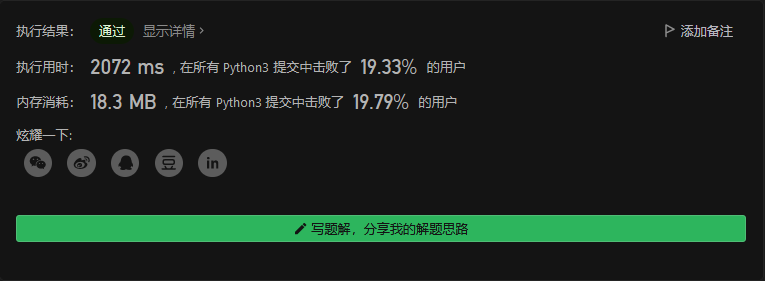 执行结果： 通过 显示详情 › 添加备注
执行用时： 2072 ms , 在所有 Python3 提交中击败了 19.33% 的用户
内存消耗： 18.3 MB , 在所有 Python3 提交中击败了 19.79% 的用户
炫耀一下:
豆 in
写题解，分享我的解题思路